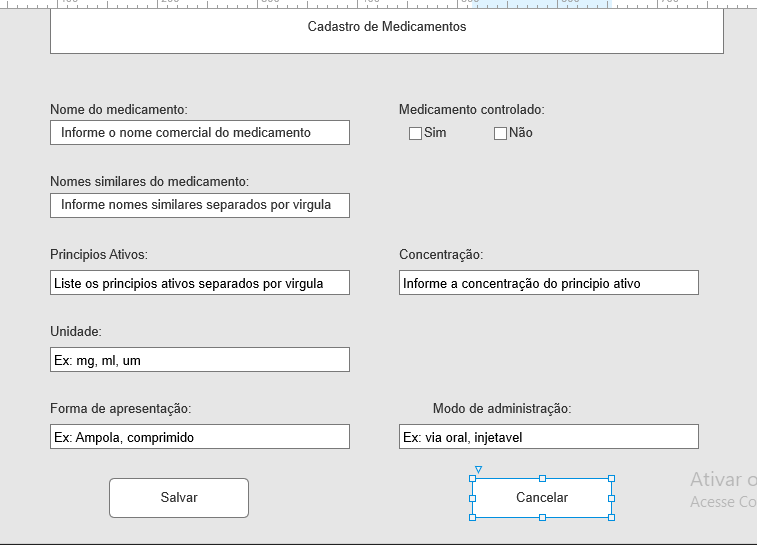 Cadastro de Medicamentos
Nome do medicamento:
Medicamento controlado:
Informe o nome comercial do medicamento
Sim
Não
Nomes similares do medicamento:
Informe nomes similares separados por virgula
Principios Ativos:
Concentração:
Liste os principios ativos separados por virgula
Informe a concentração do principio ativo
Unidade:
Ex: mg, ml, um
Forma de apresentação:
Modo de administração:
Ex: Ampola, comprimido
Ex: via oral, injetavel
Salvar
Cancelar
Ativar o
Acesse Co